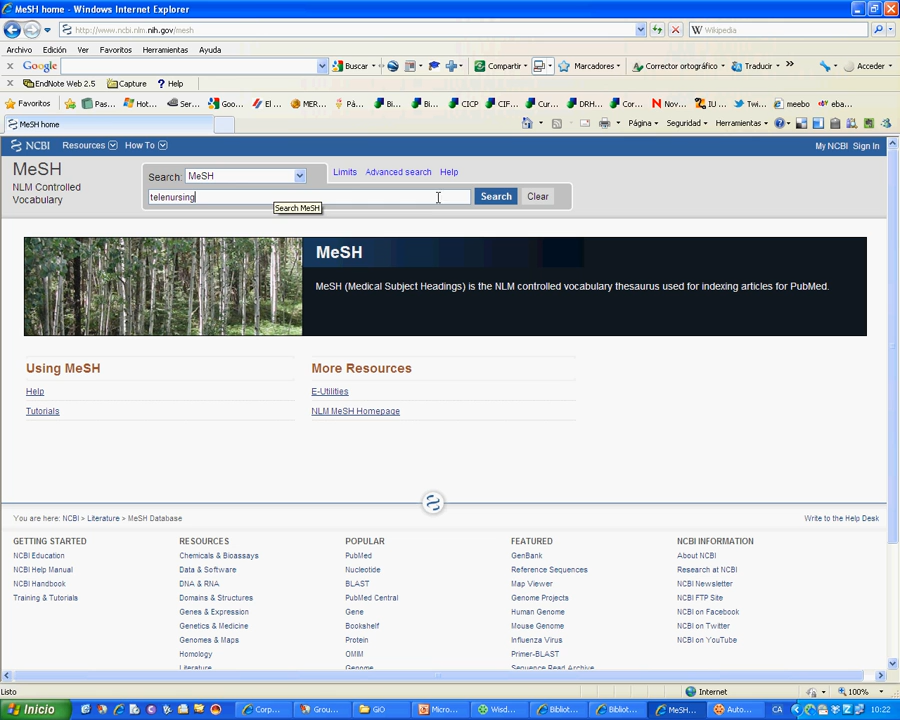 MeSH home - Windows Internet Explorer
http://www.ncbi.nlm.nih.gov/mesh
Wikipedia
Archivo Edición Ver Favoritos Herramientas Ayuda
Google Buscar Compartir Marcadores Corrector ortográfico Traducir Acceder
EndNote Web 2.5 Capture Help
Favoritos Pas... Hot... Ser... Goo... El ... MER... Pà... Bi... Bi... CICP CIF... Cur... DRH... Cor... Nov... IU ... Twi... meebo eba...
MeSH home Página Seguridad Herramientas
NCBI Resources How To My NCBI Sign In
MeSH
NLM Controlled
Vocabulary
Search: MeSH Limits Advanced search Help
telenursing Search Clear
Search MeSH
MeSH
MeSH (Medical Subject Headings) is the NLM controlled vocabulary thesaurus used for indexing articles for PubMed.
Using MeSH More Resources
Help E-Utilities
Tutorials NLM MeSH Homepage
You are here: NCBI > Literature > MeSH Database Write to the Help Desk
GETTING STARTED RESOURCES POPULAR FEATURED NCBI INFORMATION
NCBI Education Chemicals & Bioassays PubMed GenBank About NCBI
NCBI Help Manual Data & Software Nucleotide Reference Sequences Research at NCBI
NCBI Handbook DNA & RNA BLAST Map Viewer NCBI Newsletter
Training & Tutorials Domains & Structures PubMed Central Genome Projects NCBI FTP Site
Genes & Expression Gene Human Genome NCBI on Facebook
Genetics & Medicine Bookshelf Mouse Genome NCBI on Twitter
Genomes & Maps Protein Influenza Virus NCBI on YouTube
Homology OMIM Primer-BLAST
Literature Genome Sequence Read Archive
Listo Internet 100%
Inicio Corp... Grou... GIO Micro... Wisd... Bibliot... Bibliot... MeSH... Auto... CA 10:22